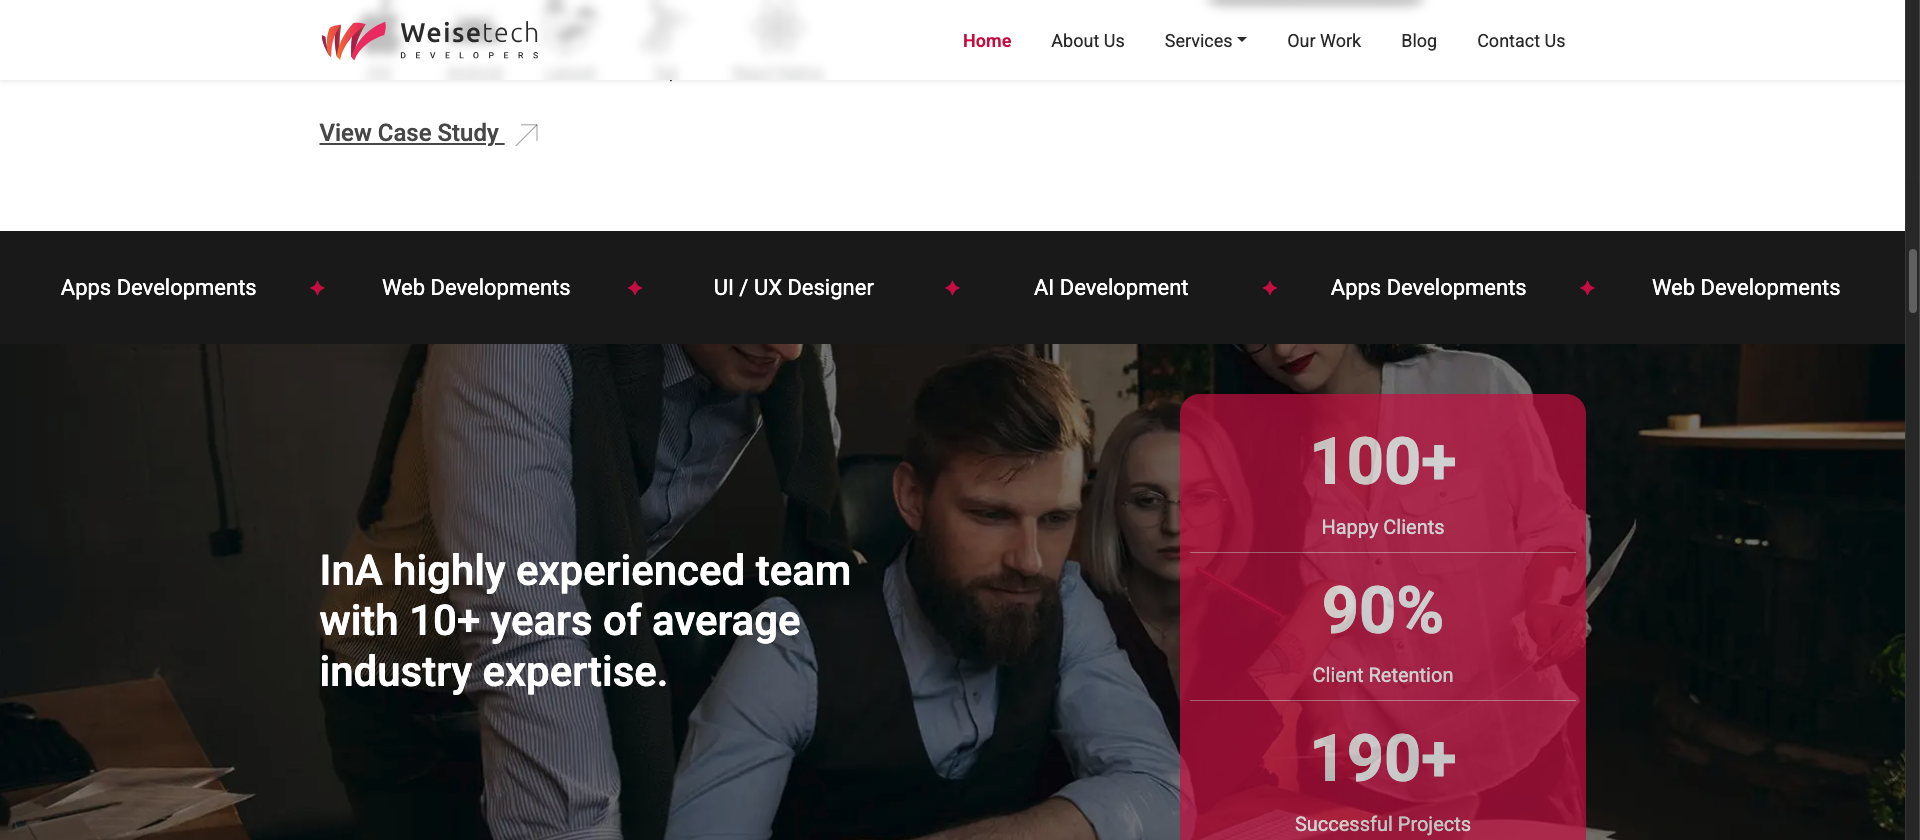 Weisetech
DEVELOPERS
Home About Us Services Our Work Blog Contact Us
View Case Study
Apps Developments Web Developments UI / UX Designer AI Development Apps Developments Web Developments
InA highly experienced team
with 10+ years of average
industry expertise.
100+
Happy Clients
90%
Client Retention
190+
Successful Projects